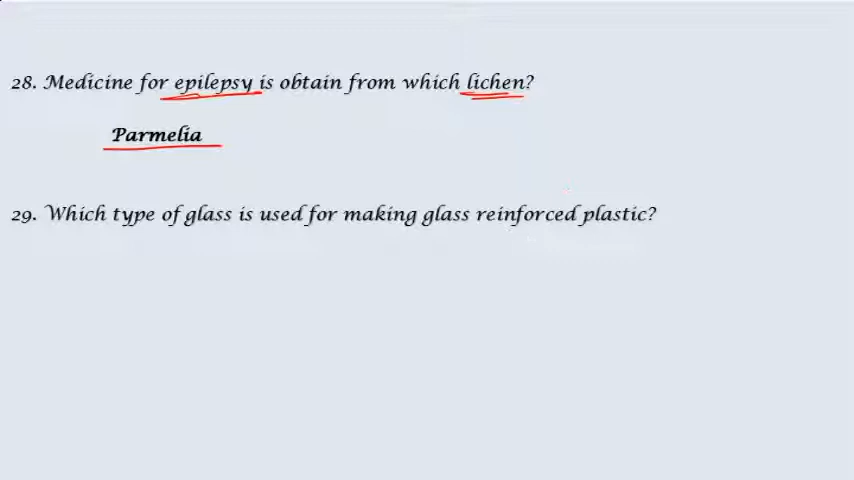 28. Medicine for epilepsy is obtain from which lichen?
Parmelia
29. Which type of glass is used for making glass reinforced plastic?